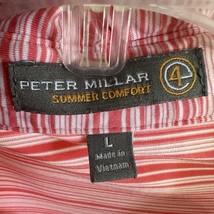 PETER MILLAR
SUMMER COMFORT
4
L
Made in
Vietnam